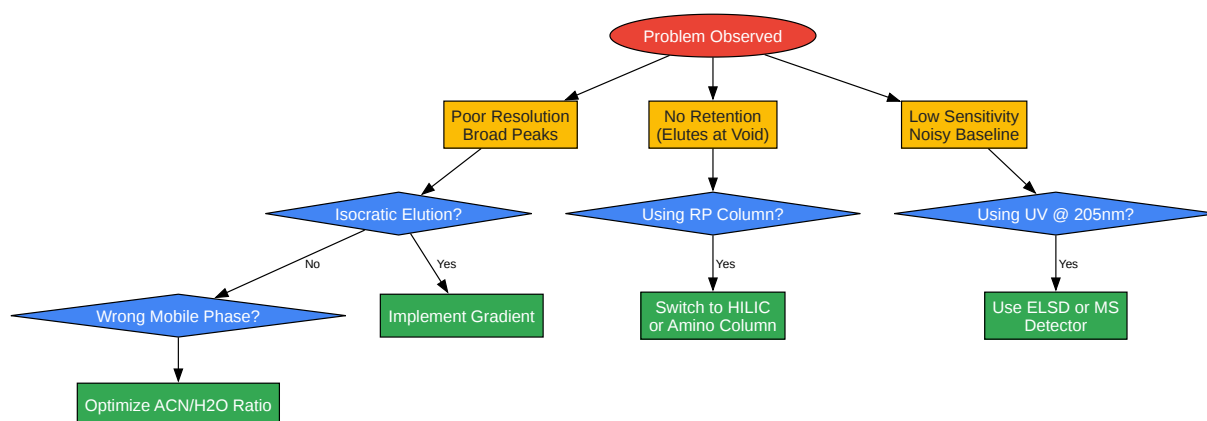 Problem Observed
Poor Resolution
Broad Peaks
No Retention
(Elutes at Void)
Low Sensitivity
Noisy Baseline
Isocratic Elution?
Using RP Column?
Using UV @ 205nm?
No
Yes
Yes
Yes
Wrong Mobile Phase?
Implement Gradient
Switch to HILIC
or Amino Column
Use ELSD or MS
Detector
Optimize ACN/H2O Ratio